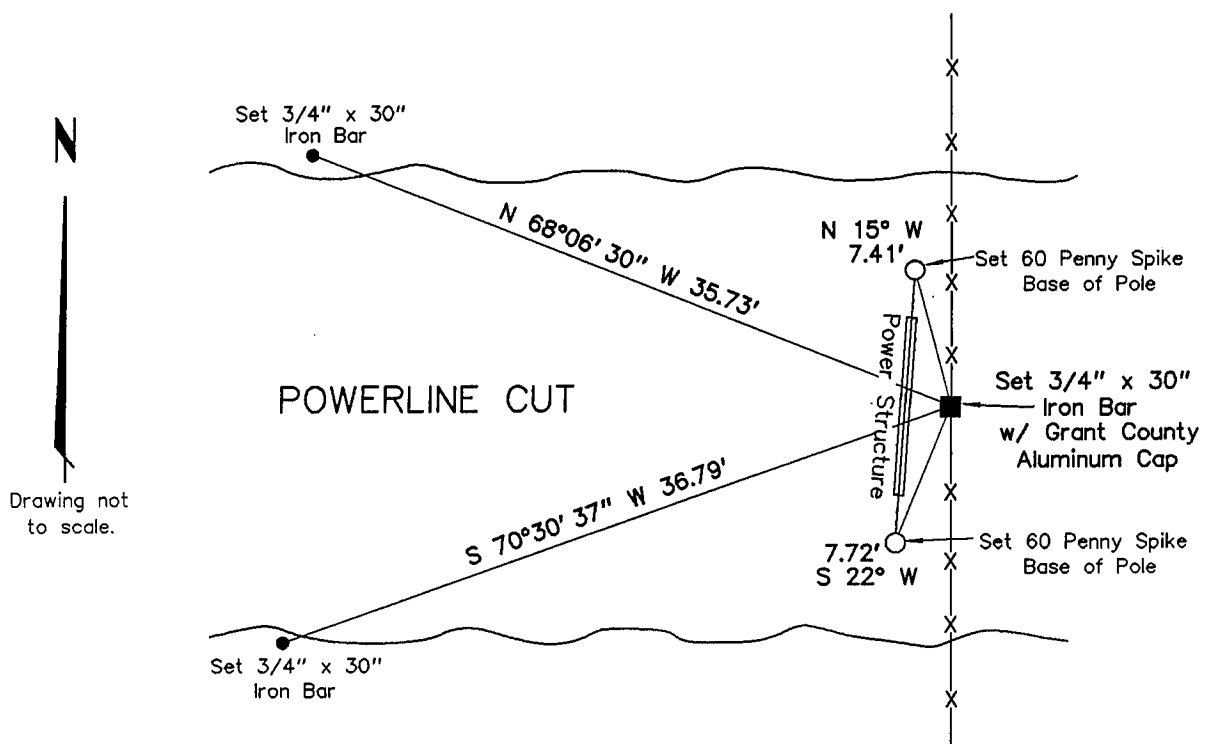 N
Drawing not
to scale.
Set 3/4" x 30"
Iron Bar
N 68°06'30" W 35.73'
N 15° W
7.41'
Set 60 Penny Spike
Base of Pole
POWERLINE CUT
Power Structure
Set 3/4" x 30"
Iron Bar
w/ Grant County
Aluminum Cap
S 70°30'37" W 36.79'
7.72'
S 22° W
Set 60 Penny Spike
Base of Pole
Set 3/4" x 30"
Iron Bar